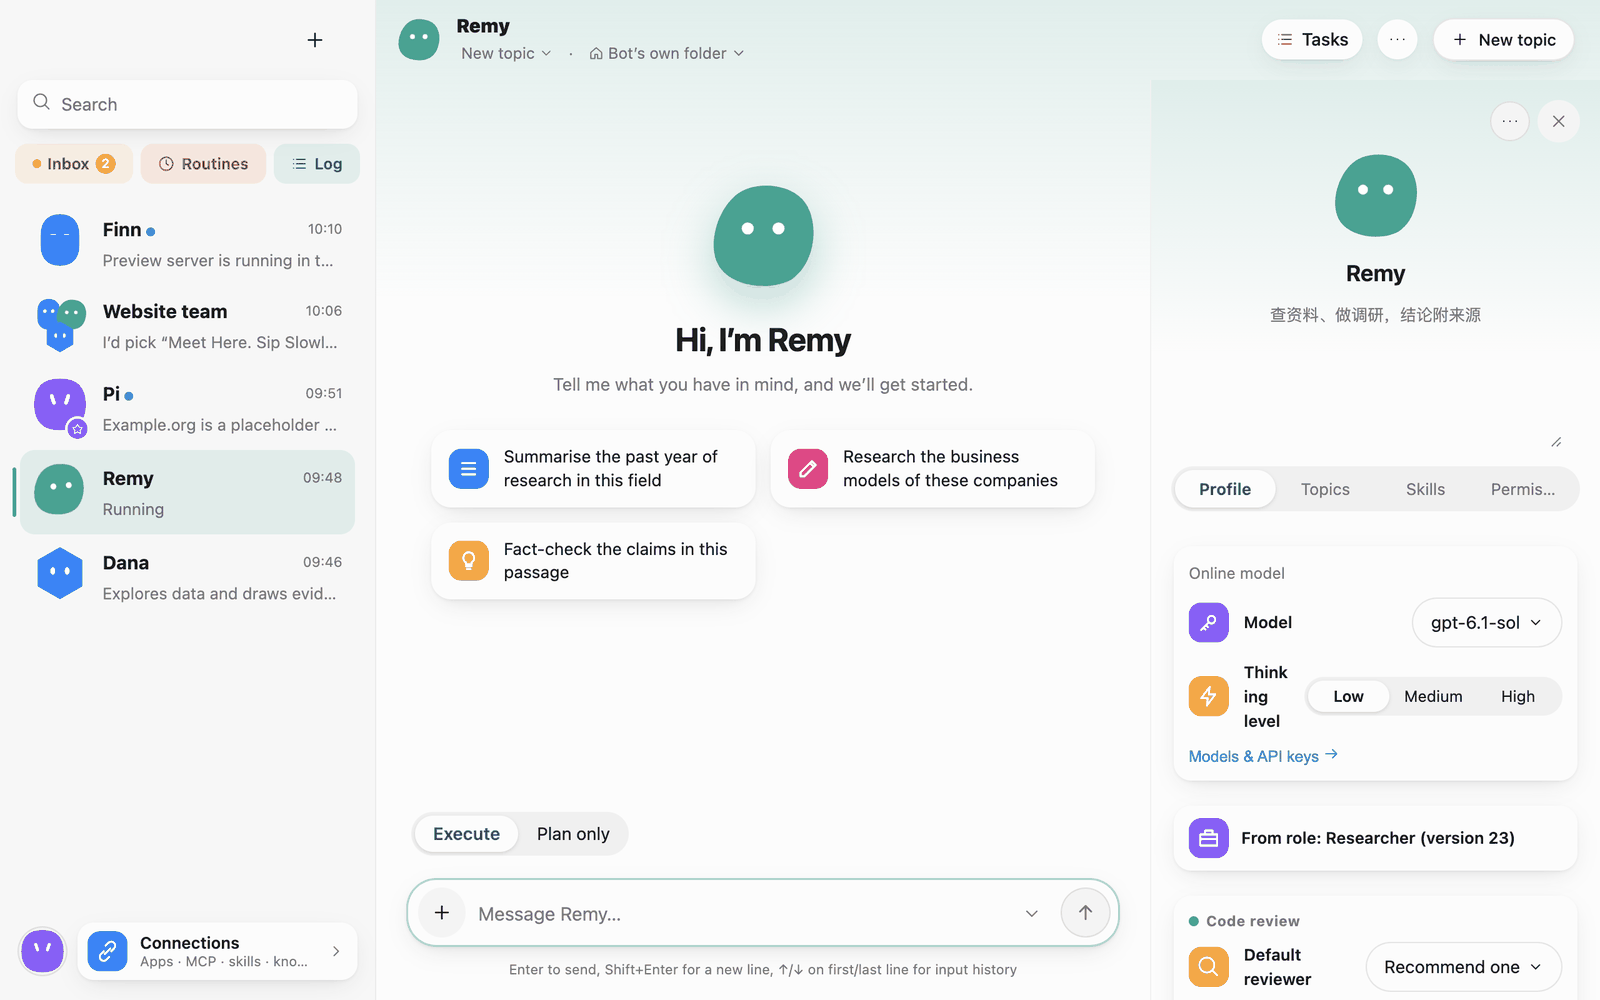 Search
Inbox 2
Routines
Log
Finn
10:10
Preview server is running in t...
Website team
10:06
I'd pick “Meet Here. Sip Slowl...
Pi
09:51
Example.org is a placeholder ...
Remy
09:48
Running
Dana
09:46
Explores data and draws evid...
Connections
Apps · MCP · skills · kno...
Remy
New topic · Bot's own folder
Tasks
New topic
Hi, I'm Remy
Tell me what you have in mind, and we'll get started.
Summarise the past year of
research in this field
Research the business
models of these companies
Fact-check the claims in this
passage
Execute
Plan only
Message Remy...
Enter to send, Shift+Enter for a new line, ↑/↓ on first/last line for input history
Remy
查资料、做调研，结论附来源
Profile
Topics
Skills
Permis...
Online model
Model
gpt-6.1-sol
Think
ing
level
Low
Medium
High
Models & API keys →
From role: Researcher (version 23)
Code review
Default
reviewer
Recommend one